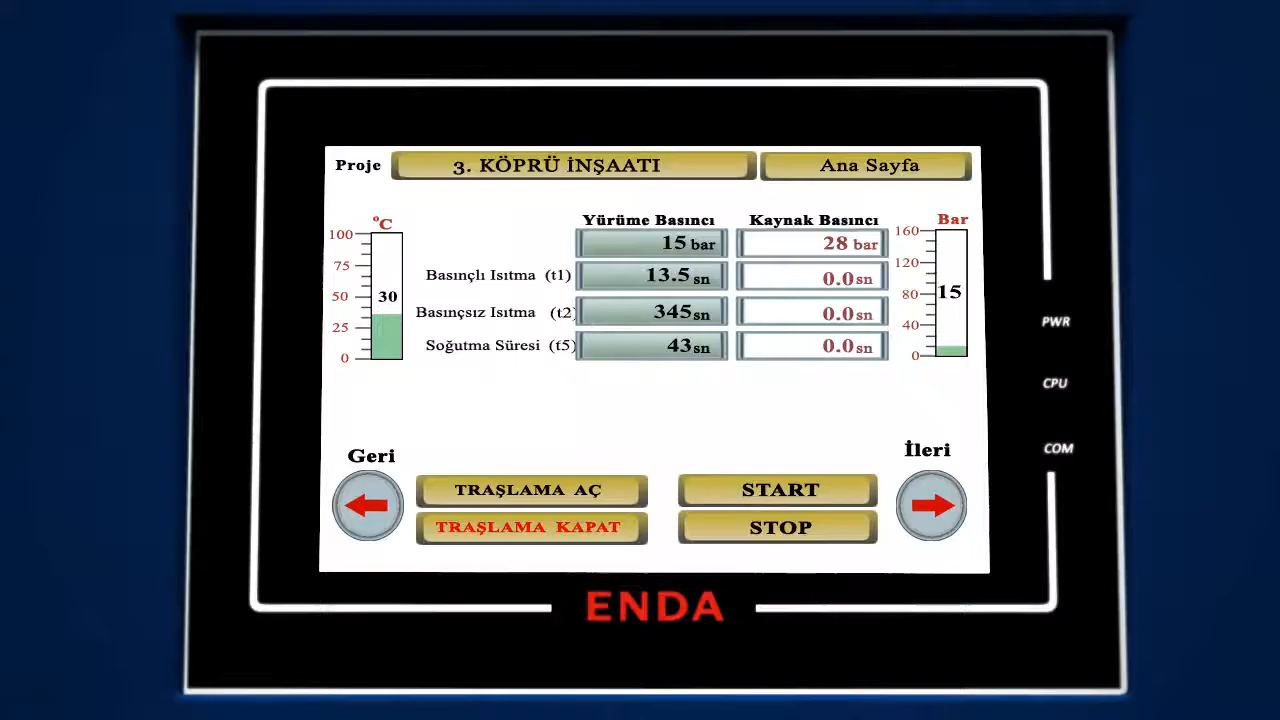 Proje 3. KÖPRÜ İNŞAATI Ana Sayfa
°C Yürüme Basıncı Kaynak Basıncı Bar
100 15 bar 28 bar 160
75 Basınçlı Isıtma (t1) 13.5 sn 0.0 sn 120
50 30 Basınçsız Isıtma (t2) 345 sn 0.0 sn 80 15
25 Soğutma Süresi (t5) 43 sn 0.0 sn 40
0 0
PWR
CPU
COM
Geri İleri
TRAŞLAMA AÇ START
TRAŞLAMA KAPAT STOP
ENDA